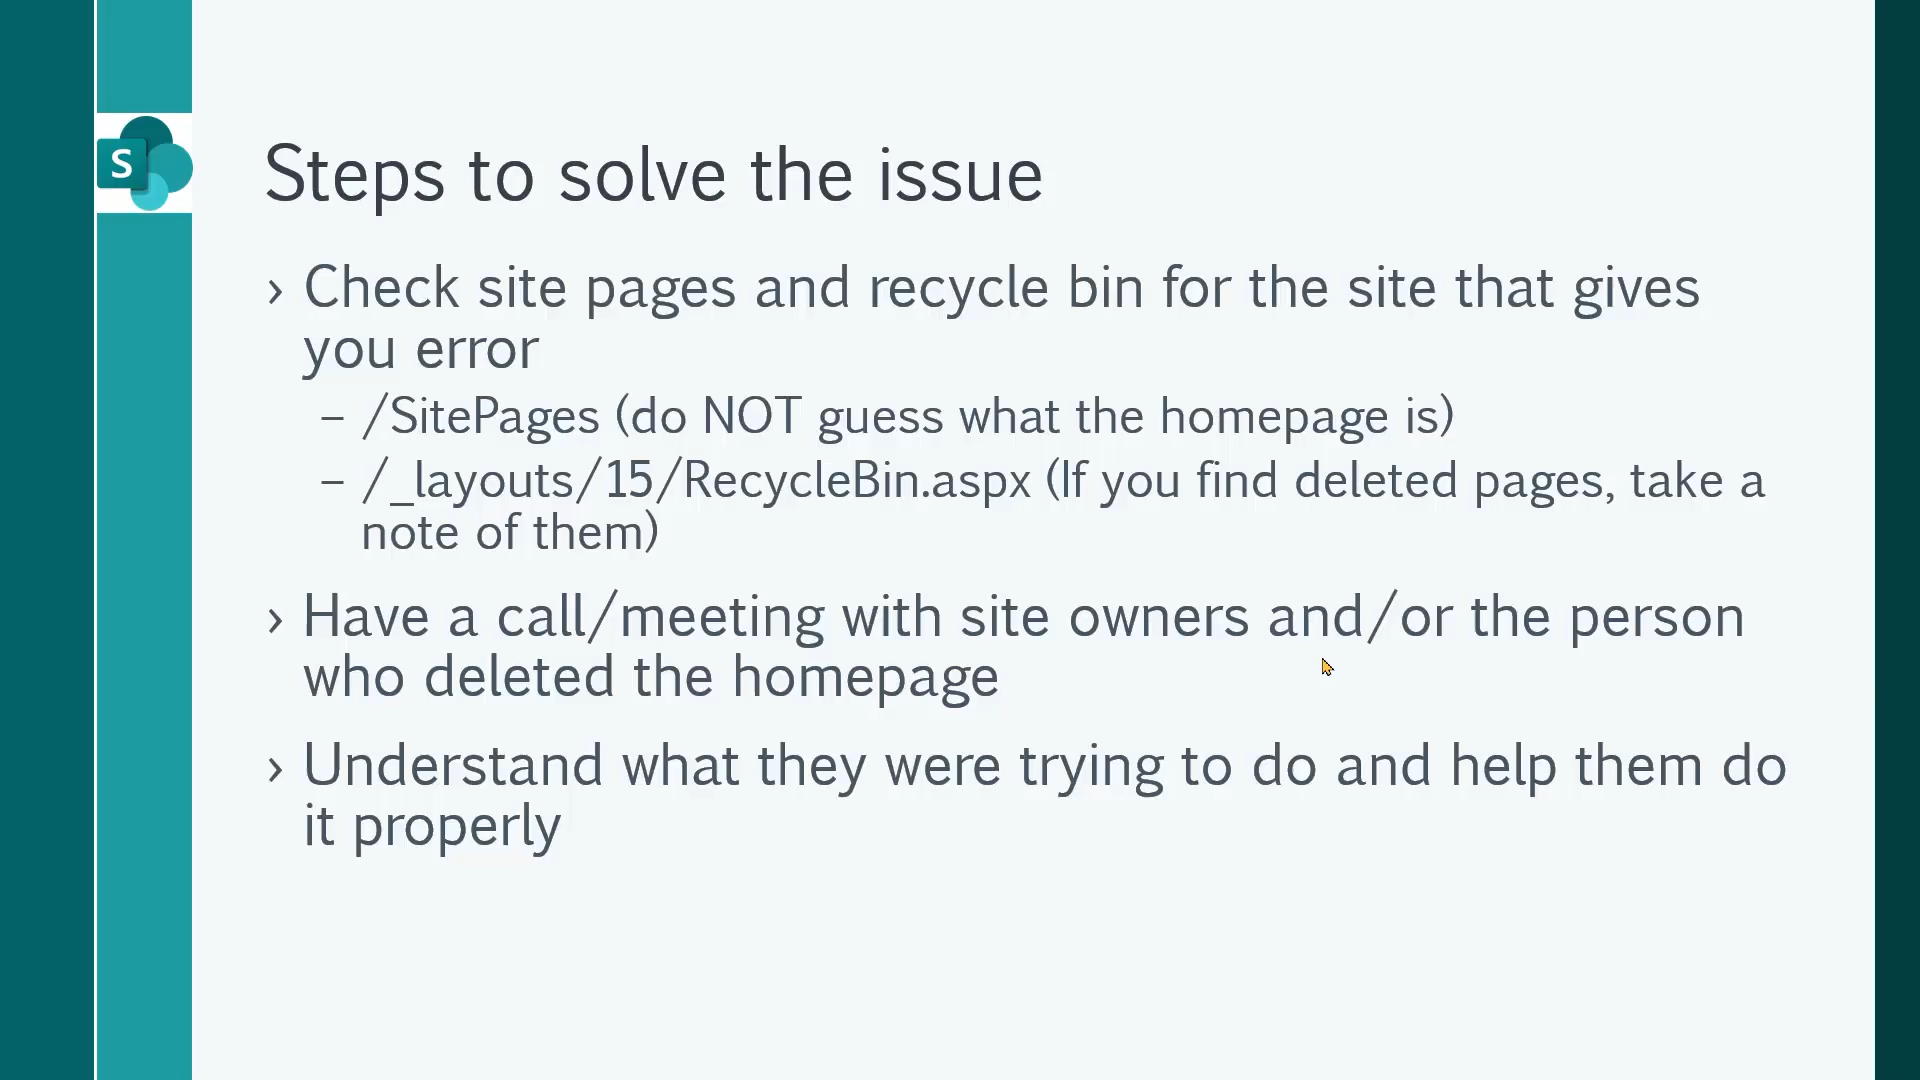 S
Steps to solve the issue
› Check site pages and recycle bin for the site that gives
you error
– /SitePages (do NOT guess what the homepage is)
– /_layouts/15/RecycleBin.aspx (If you find deleted pages, take a
note of them)
› Have a call/meeting with site owners and/or the person
who deleted the homepage
› Understand what they were trying to do and help them do
it properly